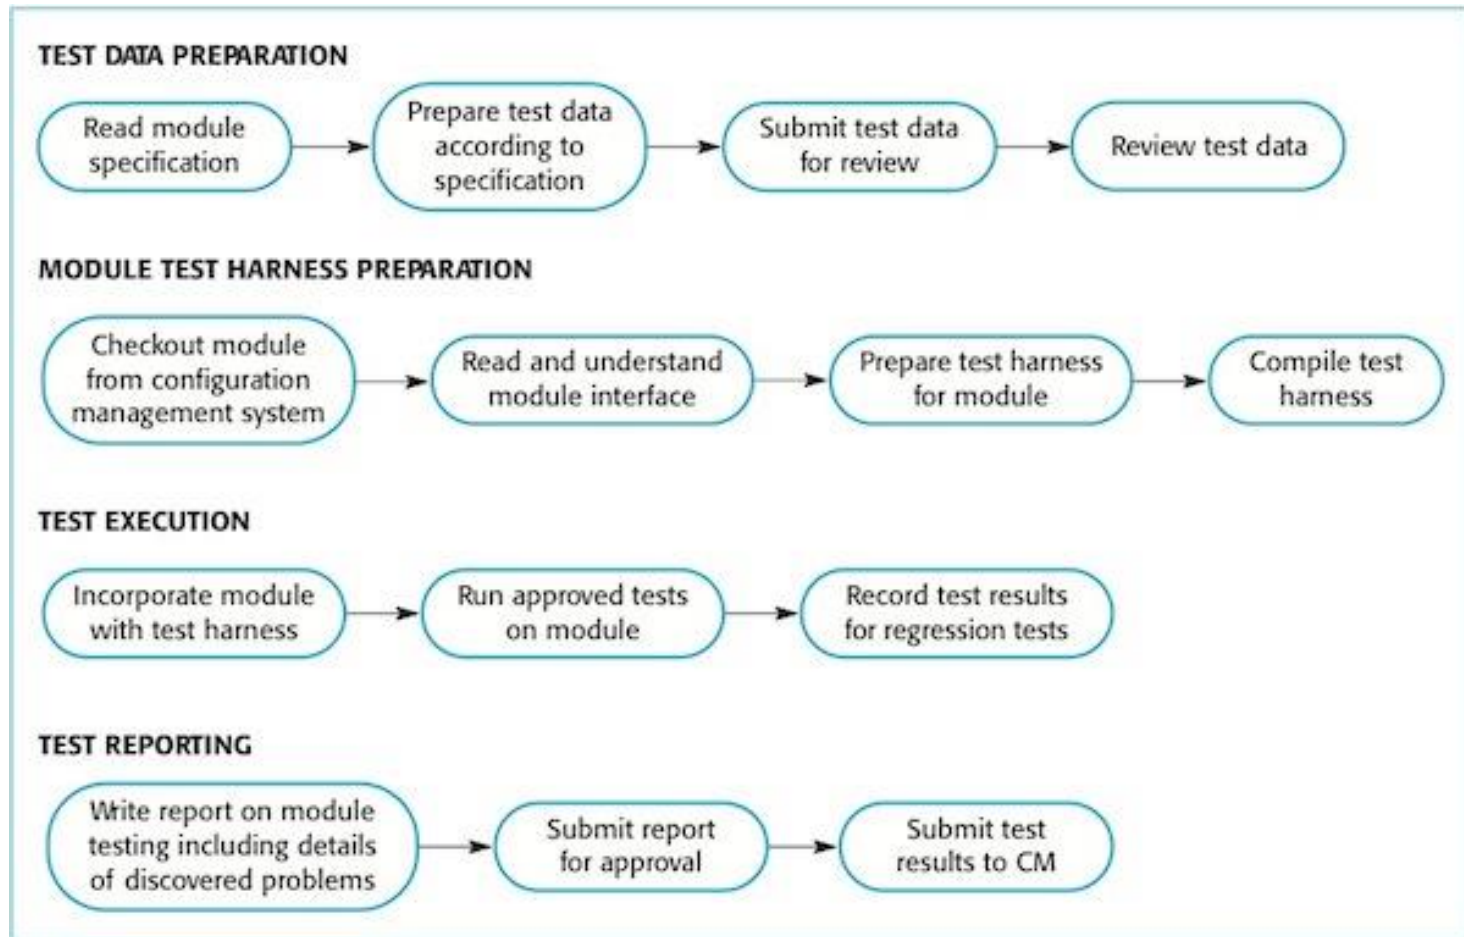 TEST DATA PREPARATION
Read module
specification
Prepare test data
according to
specification
Submit test data
for review
Review test data
MODULE TEST HARNESS PREPARATION
Checkout module
from configuration
management system
Read and understand
module interface
Prepare test harness
for module
Compile test
harness
TEST EXECUTION
Incorporate module
with test harness
Run approved tests
on module
Record test results
for regression tests
TEST REPORTING
Write report on module
testing including details
of discovered problems
Submit report
for approval
Submit test
results to CM